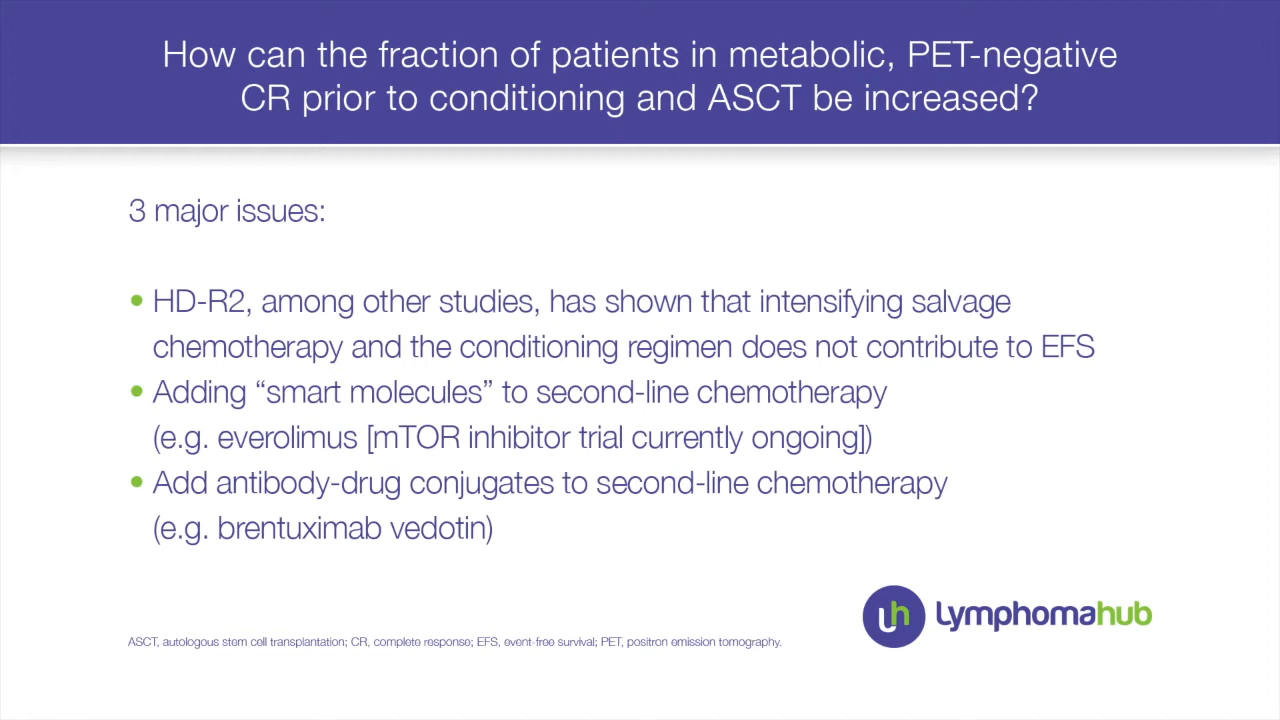 How can the fraction of patients in metabolic, PET-negative
CR prior to conditioning and ASCT be increased?
3 major issues:
• HD-R2, among other studies, has shown that intensifying salvage
chemotherapy and the conditioning regimen does not contribute to EFS
• Adding “smart molecules” to second-line chemotherapy
(e.g. everolimus [mTOR inhibitor trial currently ongoing])
• Add antibody-drug conjugates to second-line chemotherapy
(e.g. brentuximab vedotin)
lh Lymphomahub
ASCT, autologous stem cell transplantation; CR, complete response; EFS, event-free survival; PET, positron emission tomography.